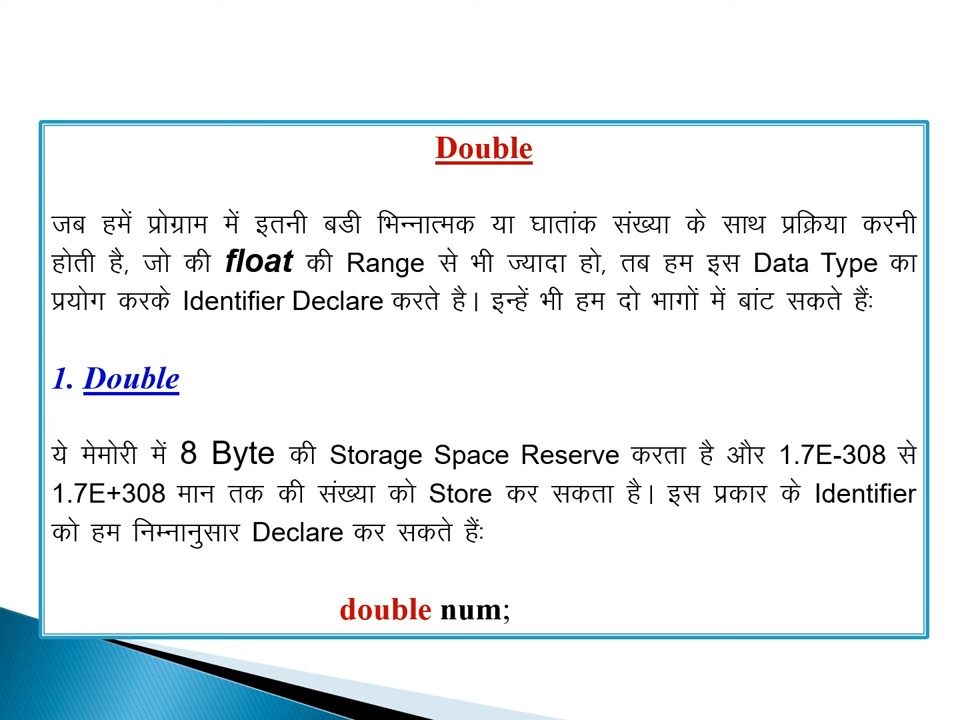 Double
जब हमें प्रोग्राम में इतनी बडी भिन्नात्मक या घातांक संख्या के साथ प्रक्रिया करनी
होती है, जो की float की Range से भी ज्यादा हो, तब हम इस Data Type का
प्रयोग करके Identifier Declare करते है। इन्हें भी हम दो भागों में बांट सकते हैंः
1. Double
ये मेमोरी में 8 Byte की Storage Space Reserve करता है और 1.7E-308 से
1.7E+308 मान तक की संख्या को Store कर सकता है। इस प्रकार के Identifier
को हम निम्नानुसार Declare कर सकते हैंः
double num;